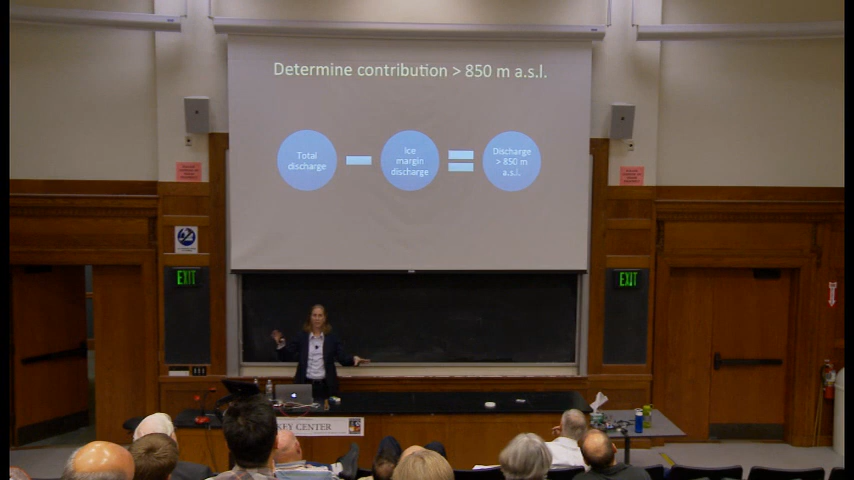 Determine contribution > 850 m a.s.l.
Total
discharge
Ice
margin
discharge
Discharge
> 850 m
a.s.l.
EXIT
EXIT
KEY CENTER